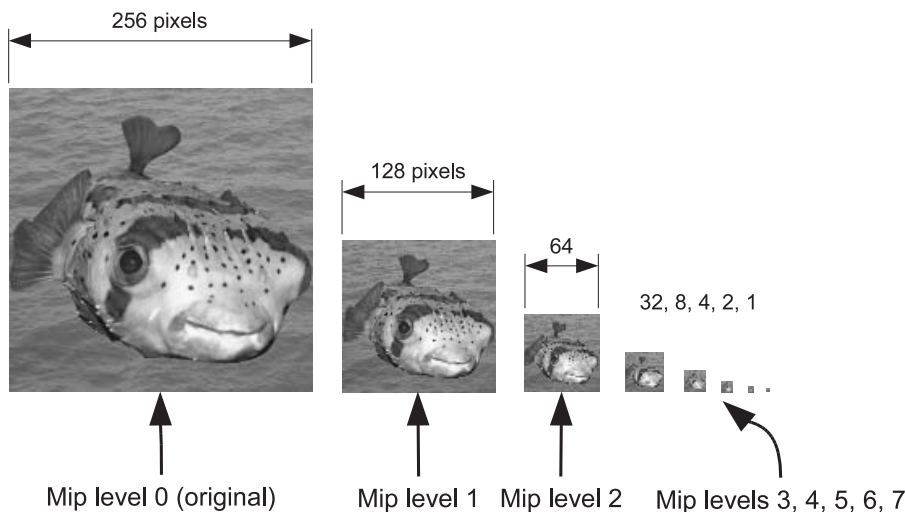 256 pixels
128 pixels
64
32, 8, 4, 2, 1
Mip level 0 (original)
Mip level 1
Mip level 2
Mip levels 3, 4, 5, 6, 7